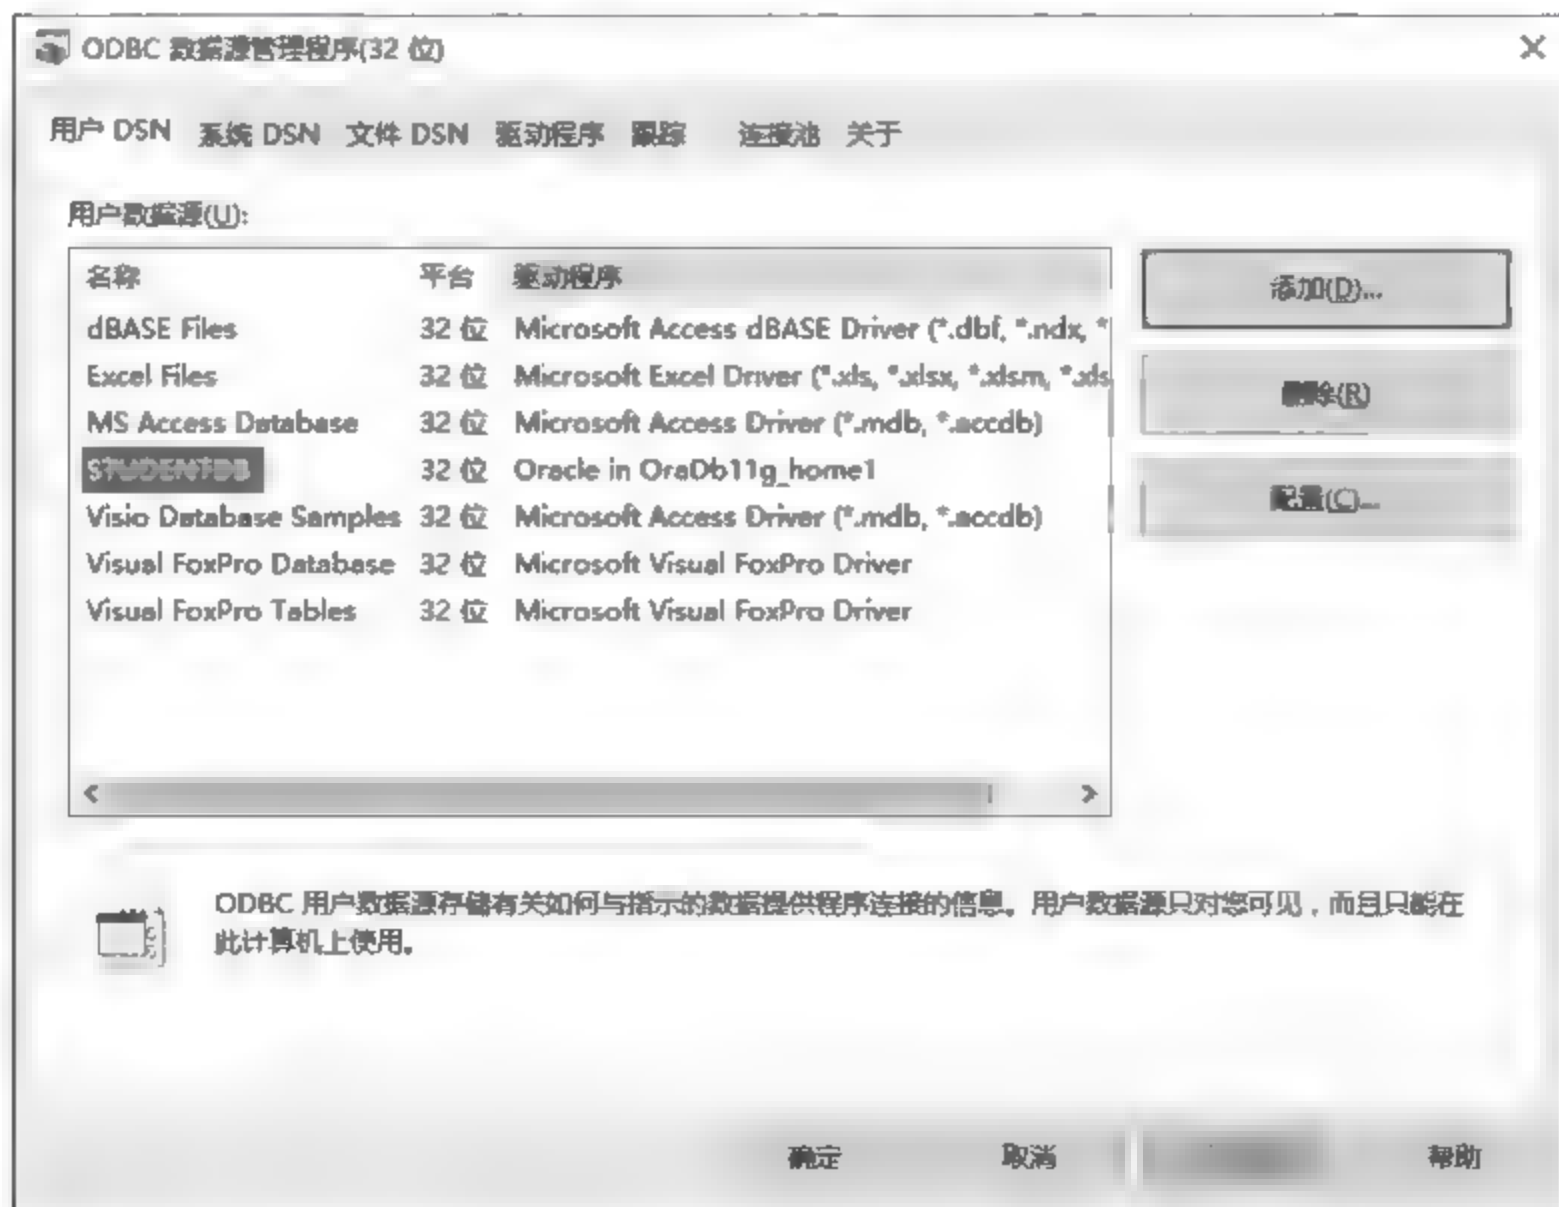 ODBC 数据源管理程序(32 位)
用户 DSN 系统 DSN 文件 DSN 驱动程序 跟踪 连接池 关于
用户数据源(U):
名称 平台 驱动程序
添加(D)...
dBASE Files 32 位 Microsoft Access dBASE Driver (*.dbf, *.ndx, *
Excel Files 32 位 Microsoft Excel Driver (*.xls, *.xlsx, *.xlsm, *.xls
删除(R)
MS Access Database 32 位 Microsoft Access Driver (*.mdb, *.accdb)
STUDENTDB 32 位 Oracle in OraDb11g_home1
配置(C)...
Visio Database Samples 32 位 Microsoft Access Driver (*.mdb, *.accdb)
Visual FoxPro Database 32 位 Microsoft Visual FoxPro Driver
Visual FoxPro Tables 32 位 Microsoft Visual FoxPro Driver
ODBC 用户数据源存储有关如何与指示的数据提供程序连接的信息。用户数据源只对您可见，而且只能在
此计算机上使用。
确定 取消 帮助